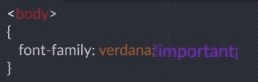 <body>
{
font-family: verdana;!important;
}